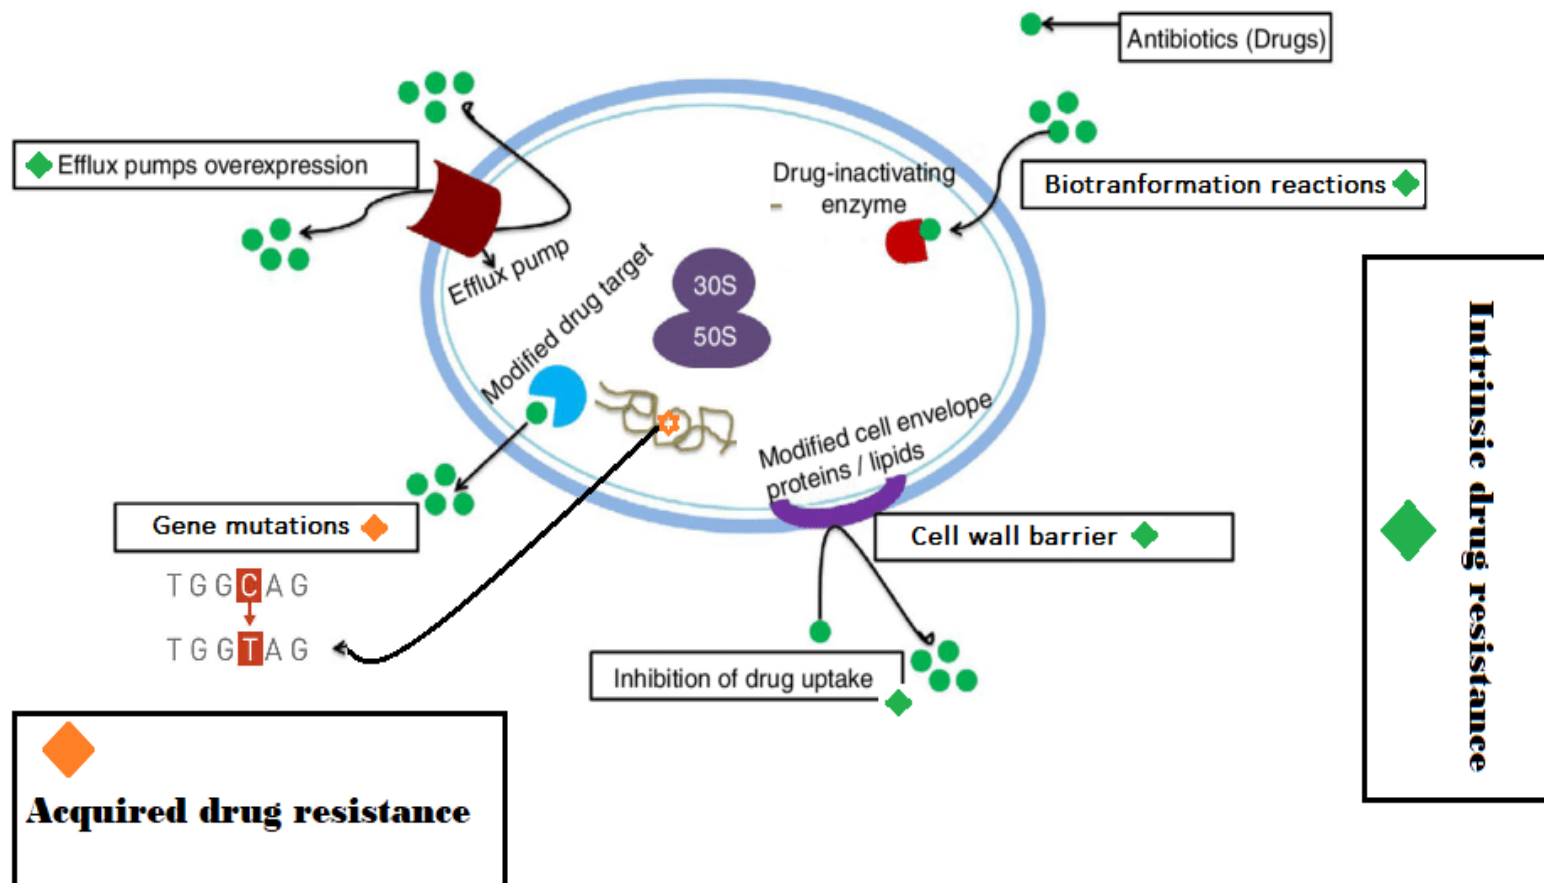 Antibiotics (Drugs)
Efflux pumps overexpression
Drug-inactivating
enzyme
Biotranformation reactions
Efflux pump
Modified drug target
30S
50S
Modified cell envelope
proteins / lipids
Gene mutations
Cell wall barrier
TGGCAG
TGGTAG
Inhibition of drug uptake
Intrinsic drug resistance
Acquired drug resistance